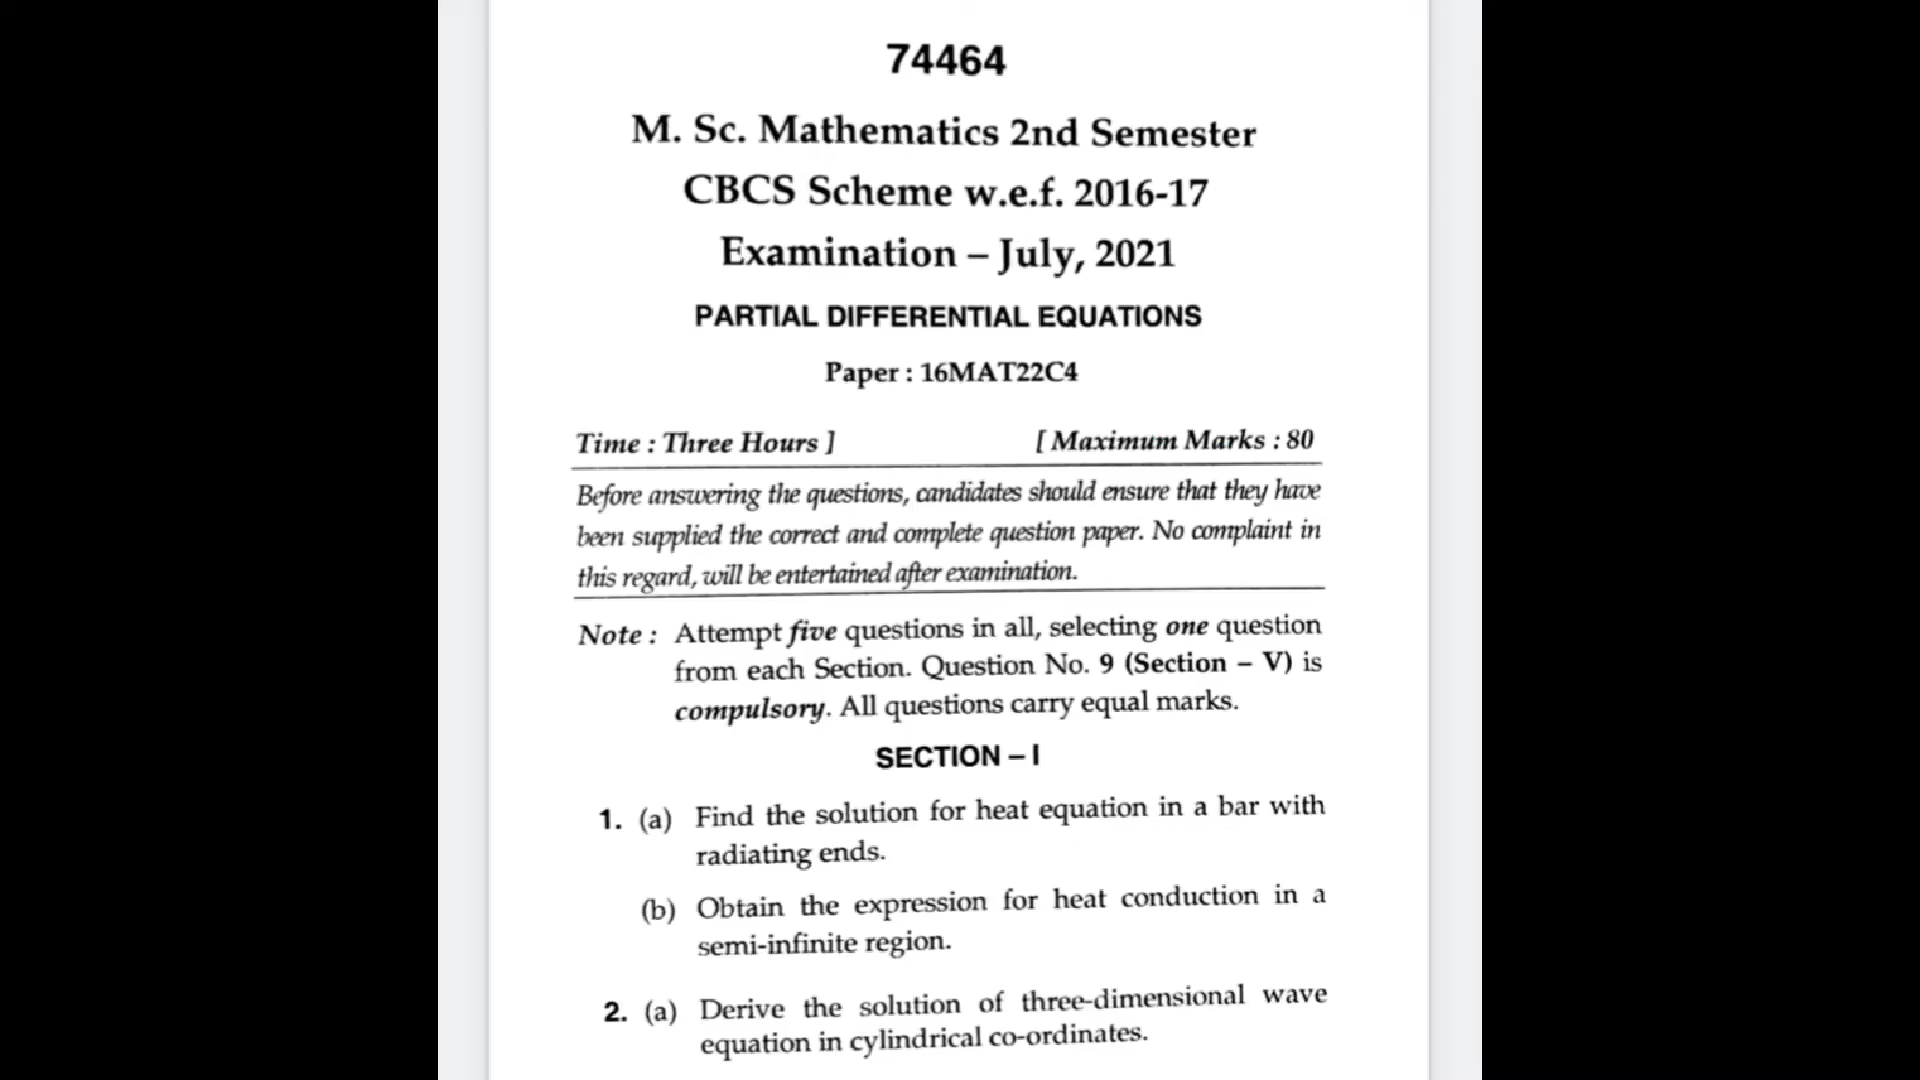 74464
M. Sc. Mathematics 2nd Semester
CBCS Scheme w.e.f. 2016-17
Examination – July, 2021
PARTIAL DIFFERENTIAL EQUATIONS
Paper : 16MAT22C4
Time : Three Hours ] [ Maximum Marks : 80
Before answering the questions, candidates should ensure that they have
been supplied the correct and complete question paper. No complaint in
this regard, will be entertained after examination.
Note : Attempt five questions in all, selecting one question
from each Section. Question No. 9 (Section – V) is
compulsory. All questions carry equal marks.
SECTION – I
1. (a) Find the solution for heat equation in a bar with
radiating ends.
(b) Obtain the expression for heat conduction in a
semi-infinite region.
2. (a) Derive the solution of three-dimensional wave
equation in cylindrical co-ordinates.